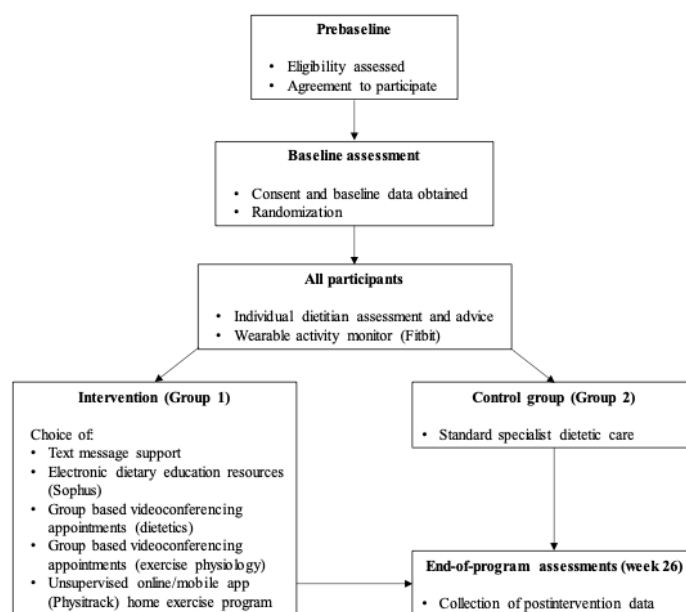 Prebaseline
• Eligibility assessed
• Agreement to participate
Baseline assessment
• Consent and baseline data obtained
• Randomization
All participants
• Individual dietitian assessment and advice
• Wearable activity monitor (Fitbit)
Intervention (Group 1)
Choice of:
• Text message support
• Electronic dietary education resources
(Sophus)
• Group based videoconferencing
appointments (dietetics)
• Group based videoconferencing
appointments (exercise physiology)
• Unsupervised online/mobile app
(Physitrack) home exercise program
Control group (Group 2)
• Standard specialist dietetic care
End-of-program assessments (week 26)
• Collection of postintervention data